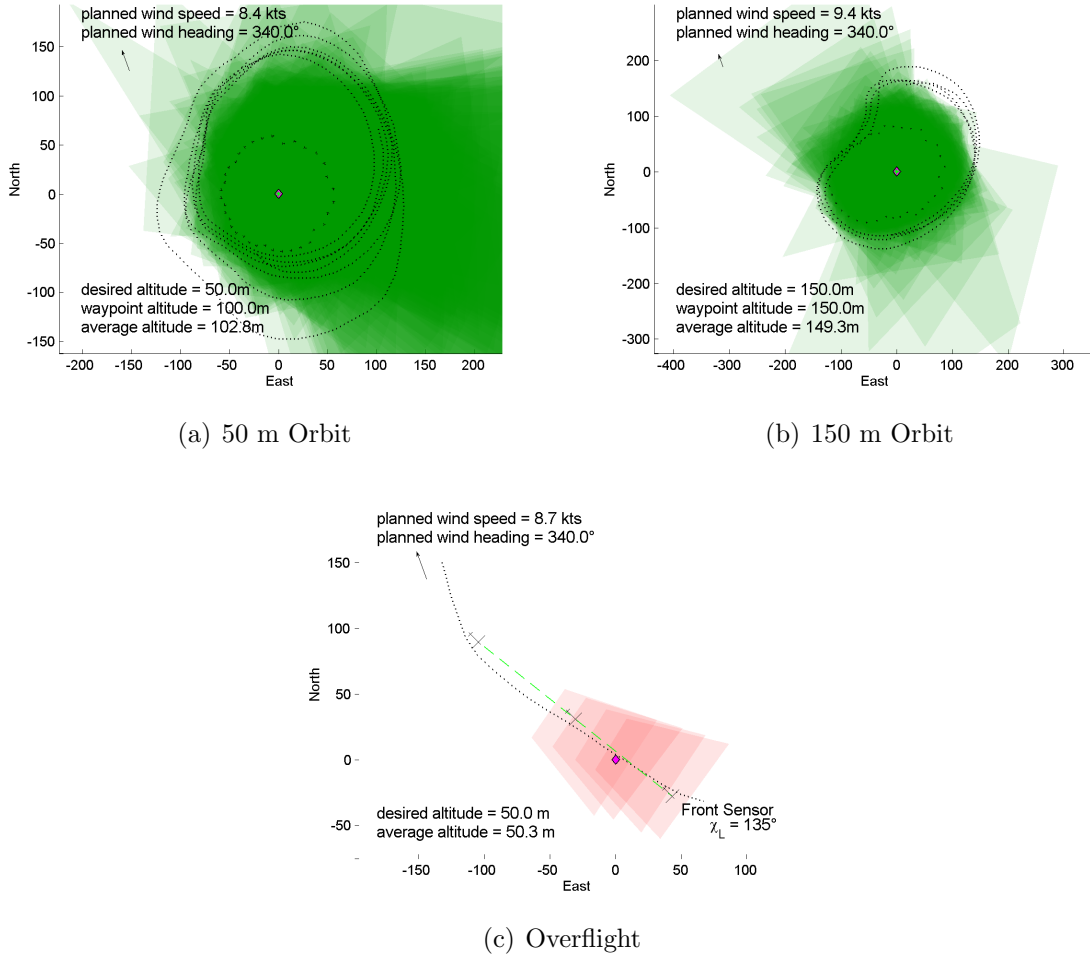 planned wind speed = 8.4 kts
planned wind heading = 340.0°
150
100
50
0
-50
-100
-150
North
desired altitude = 50.0m
waypoint altitude = 100.0m
average altitude = 102.8m
-200 -150 -100 -50 0 50 100 150 200
East
(a) 50 m Orbit
planned wind speed = 9.4 kts
planned wind heading = 340.0°
200
100
0
-100
-200
-300
North
desired altitude = 150.0m
waypoint altitude = 150.0m
average altitude = 149.3m
-400 -300 -200 -100 0 100 200 300
East
(b) 150 m Orbit
planned wind speed = 8.7 kts
planned wind heading = 340.0°
150
100
50
0
-50
North
Front Sensor
χL = 135°
desired altitude = 50.0 m
average altitude = 50.3 m
-150 -100 -50 0 50 100
East
(c) Overflight